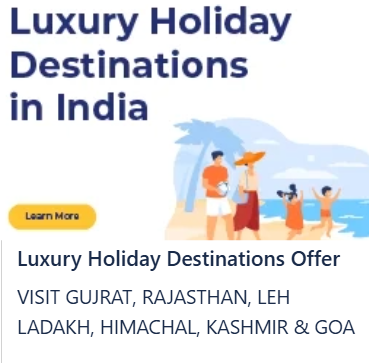 Luxury Holiday
Destinations
in India
Learn More
Luxury Holiday Destinations Offer
VISIT GUJRAT, RAJASTHAN, LEH
LADAKH, HIMACHAL, KASHMIR & GOA